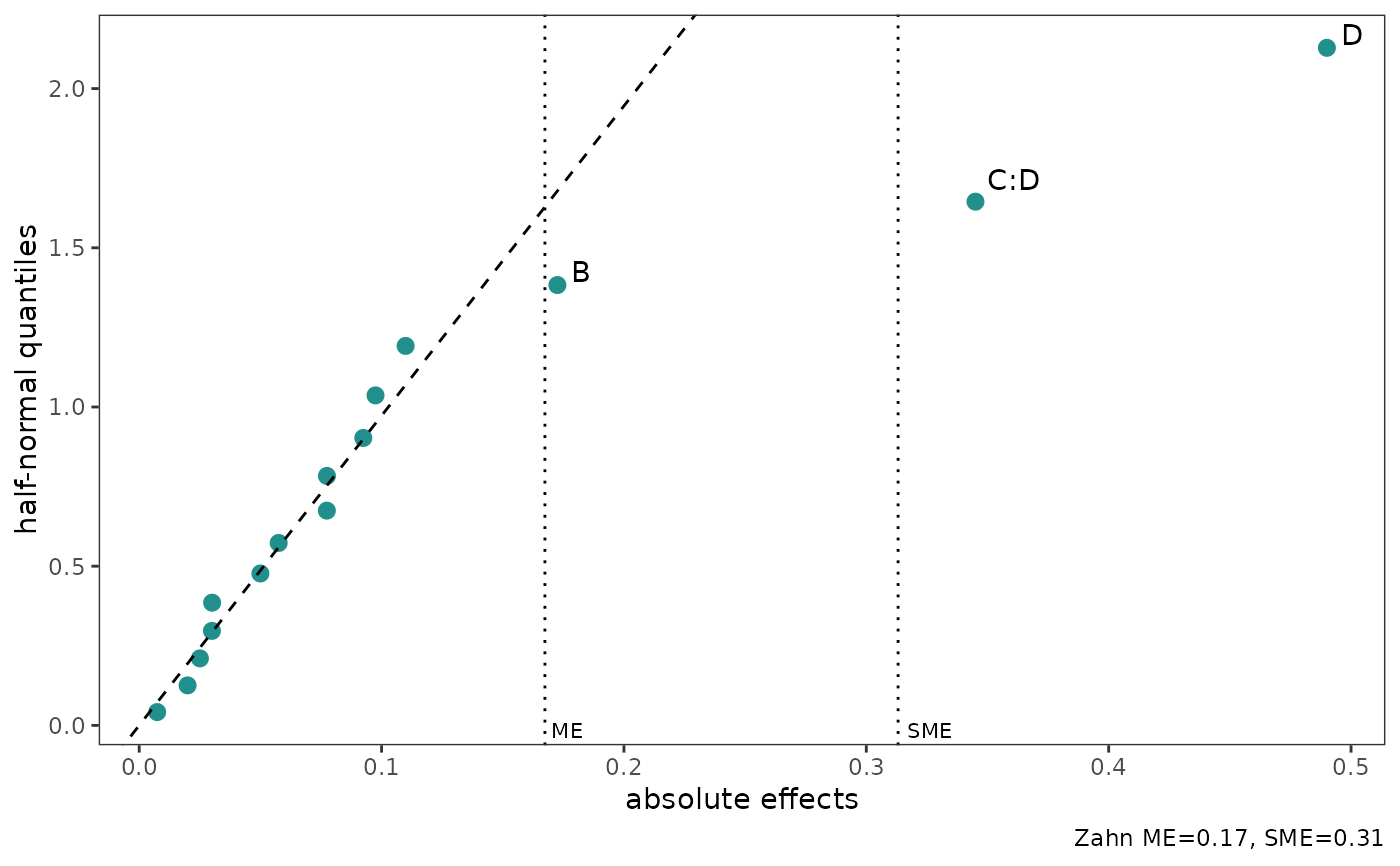 D
2.0
C:D
1.5
B
1.0
0.5
0.0
ME
SME
half-normal quantiles
0.0 0.1 0.2 0.3 0.4 0.5
absolute effects
Zahn ME=0.17, SME=0.31